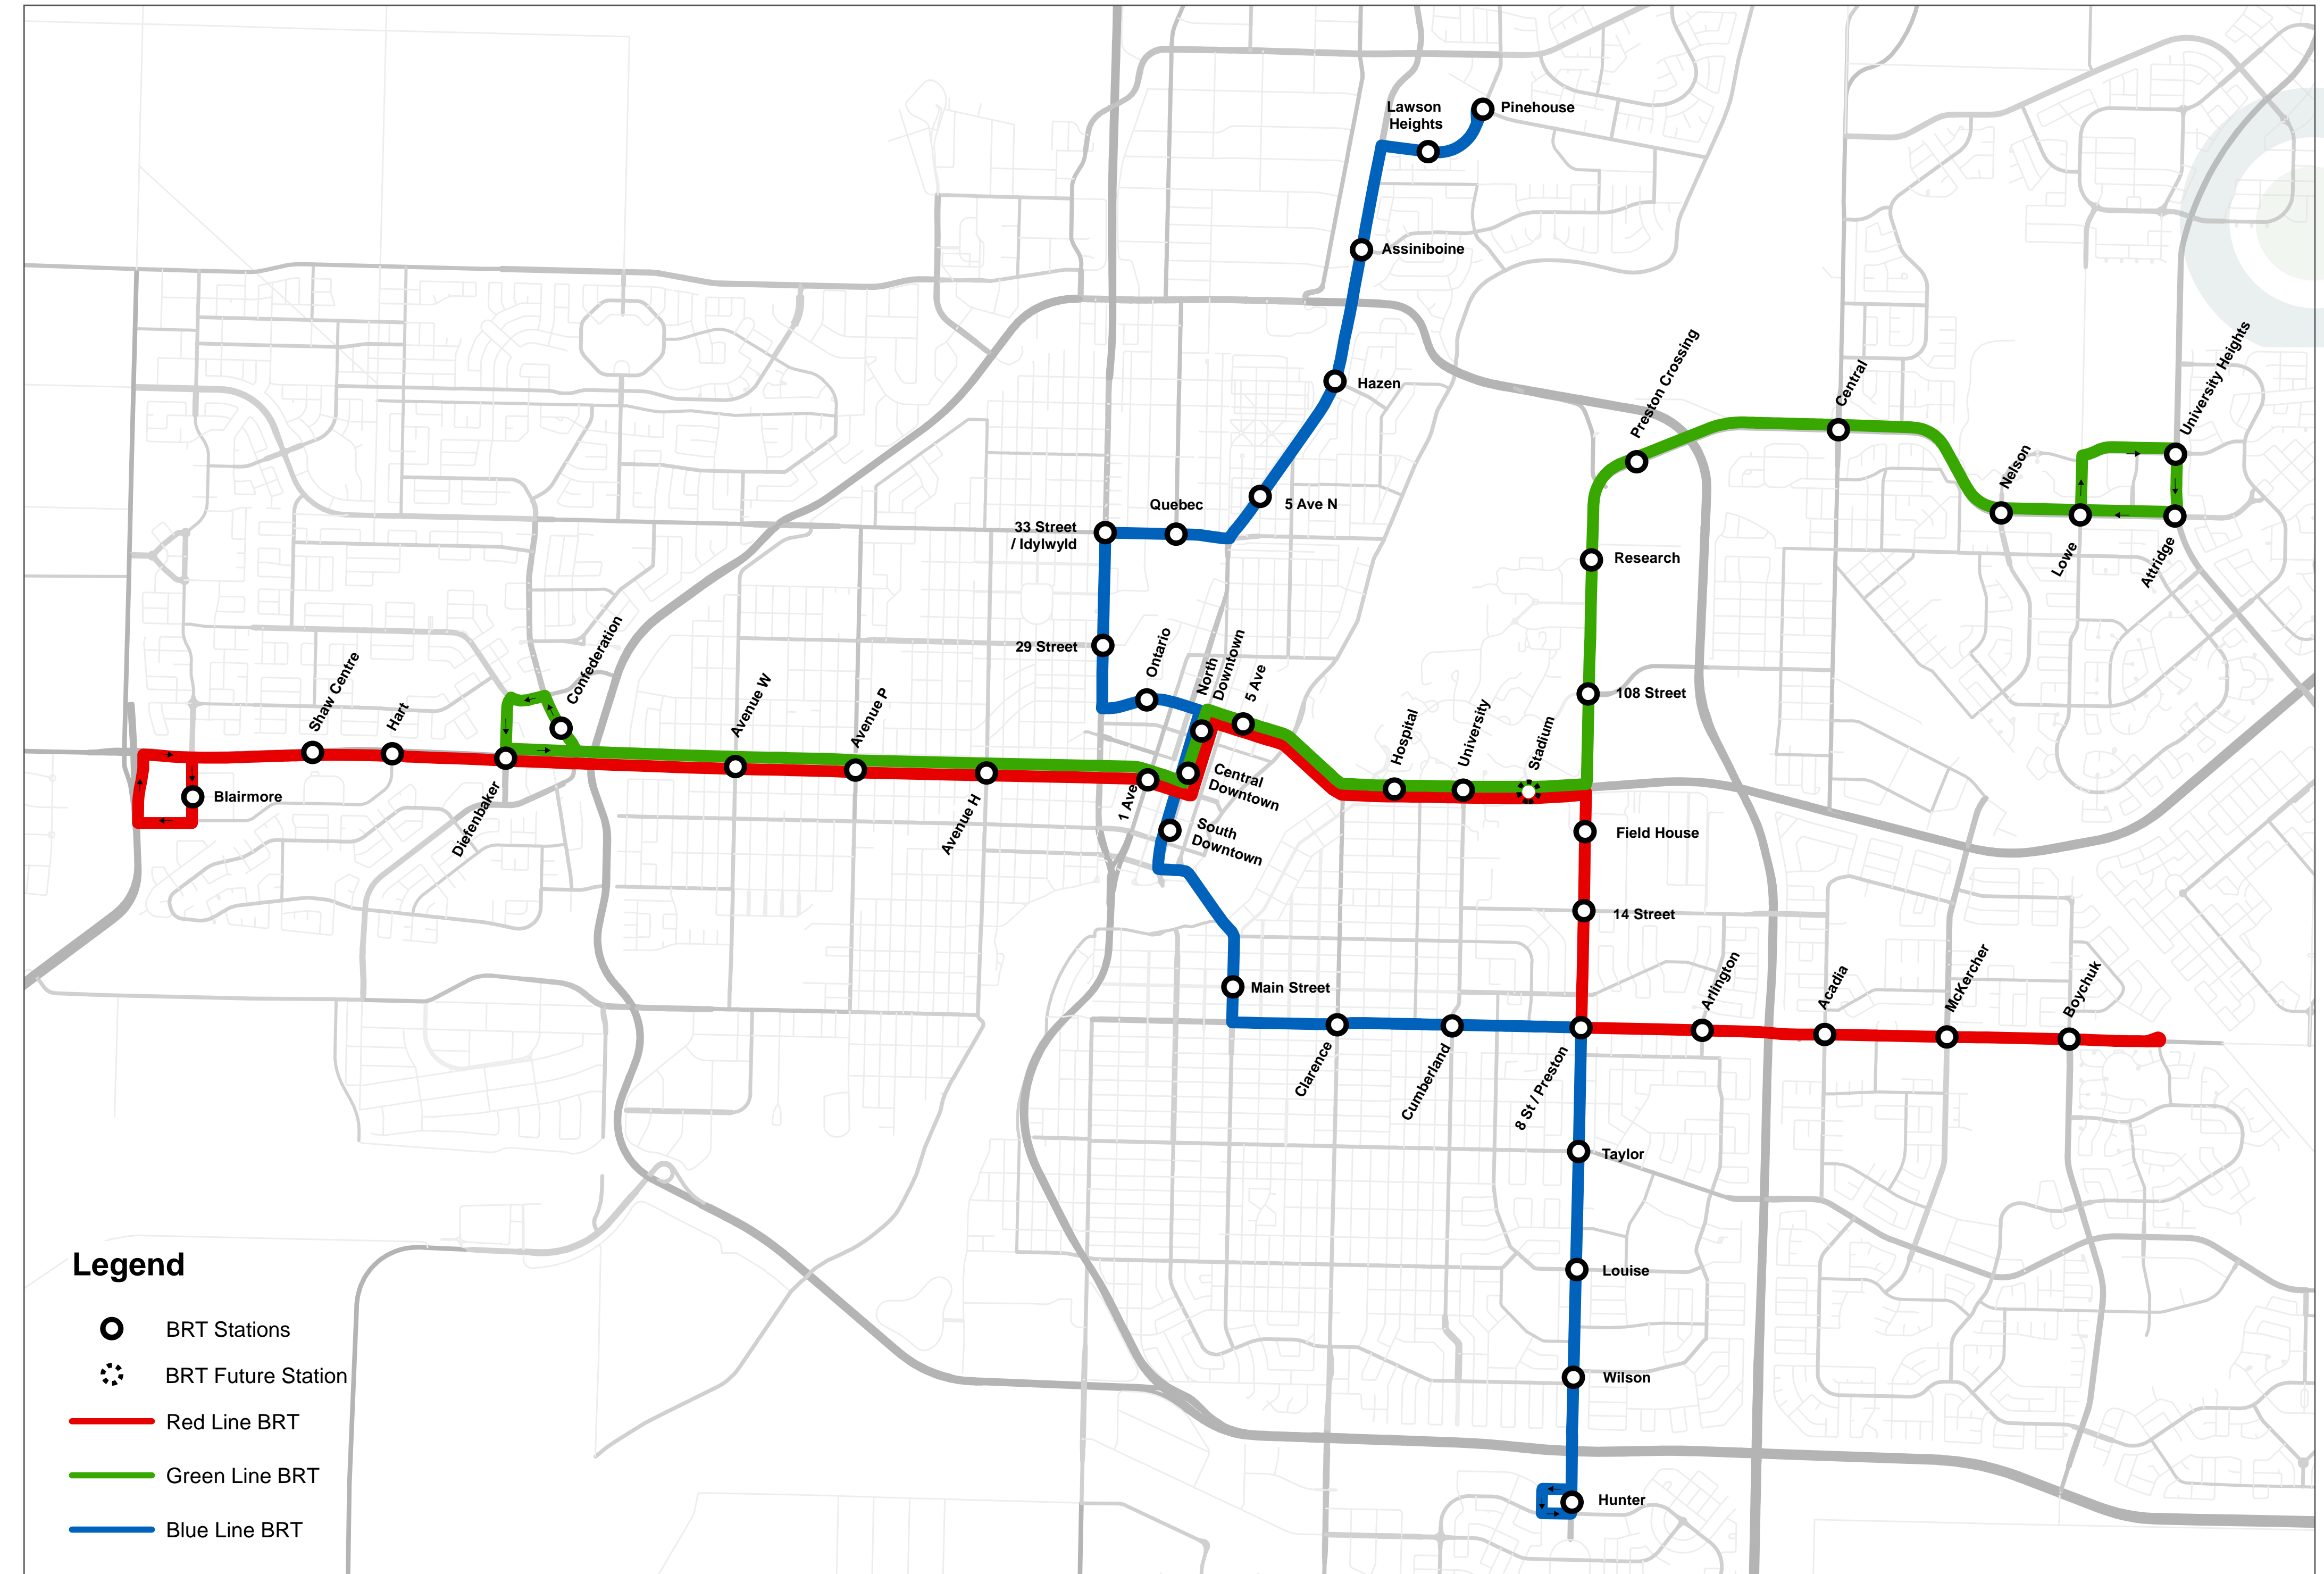 Lawson
Heights
Pinehouse
Assiniboine
Hazen
Quebec
5 Ave N
33 Street
/ Idylwyld
29 Street
Ontario
North
Downtown
5 Ave
Preston Crossing
Central
University Heights
Nelson
Lowe
Attridge
Research
108 Street
Confederation
Shaw Centre
Hart
Blairmore
Diefenbaker
Avenue W
Avenue P
Avenue H
1 Ave
Central
Downtown
South
Downtown
Hospital
University
Stadium
Field House
14 Street
Main Street
Clarence
Cumberland
8 St / Preston
Arlington
Acadia
McKercher
Boychuk
Taylor
Louise
Wilson
Hunter
Legend
BRT Stations
BRT Future Station
Red Line BRT
Green Line BRT
Blue Line BRT